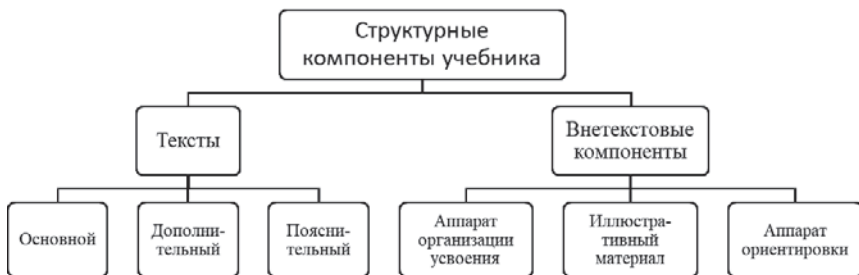 Структурные
компоненты учебника
Тексты
Внетекстовые
компоненты
Основной
Дополни-
тельный
Поясни-
тельный
Аппарат
организации
усвоения
Иллюстра-
тивный
материал
Аппарат
ориентировки